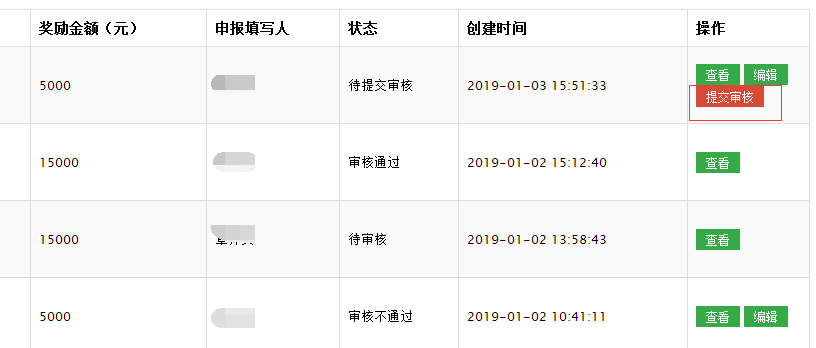 奖励金额（元） 申报填写人 状态 创建时间 操作
5000 待提交审核 2019-01-03 15:51:33 查看 编辑
提交审核
15000 审核通过 2019-01-02 15:12:40 查看
15000 待审核 2019-01-02 13:58:43 查看
5000 审核不通过 2019-01-02 10:41:11 查看 编辑